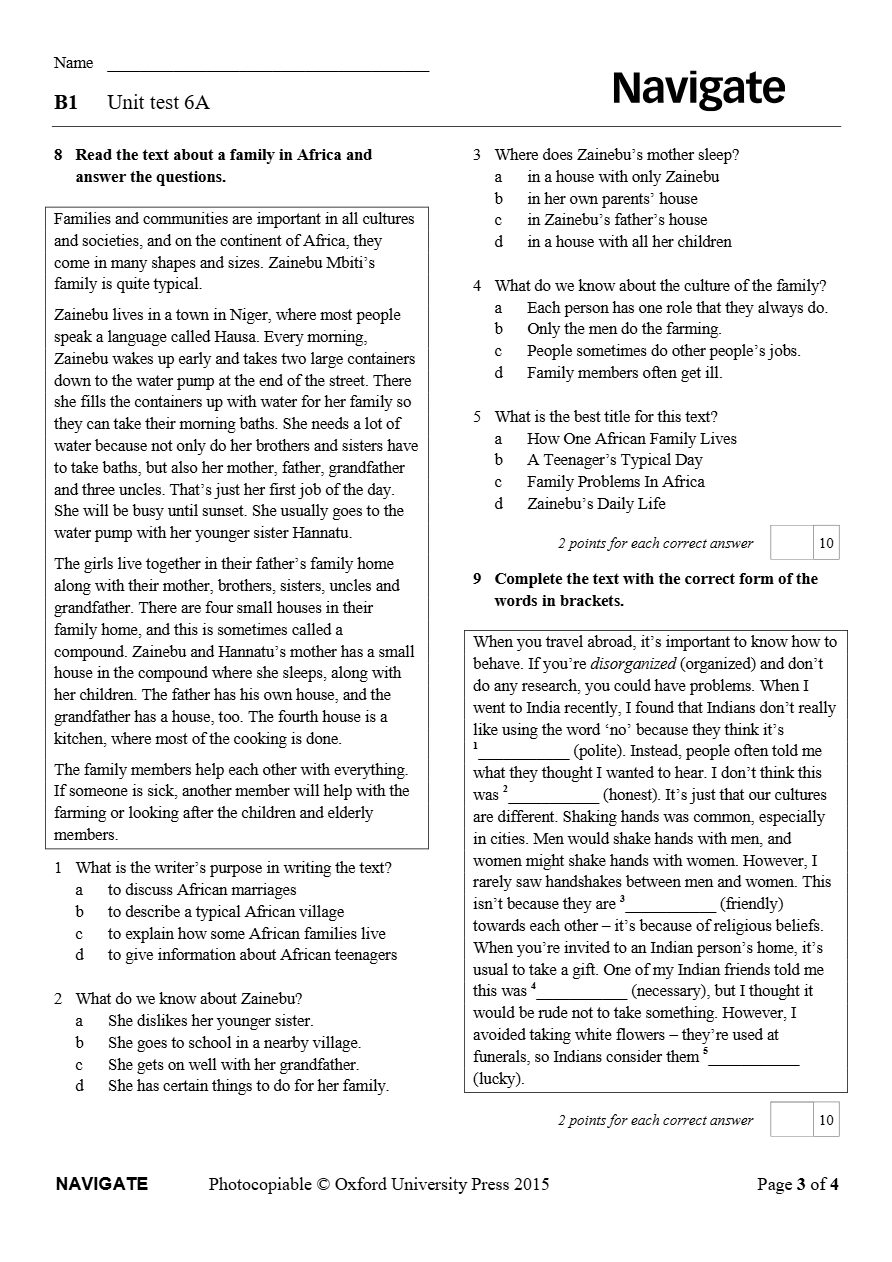 Name
Navigate
B1 Unit test 6A
8 Read the text about a family in Africa and
answer the questions.
Families and communities are important in all cultures
and societies, and on the continent of Africa, they
come in many shapes and sizes. Zainebu Mbiti's
family is quite typical.
Zainebu lives in a town in Niger, where most people
speak a language called Hausa. Every morning,
Zainebu wakes up early and takes two large containers
down to the water pump at the end of the street. There
she fills the containers up with water for her family so
they can take their morning baths. She needs a lot of
water because not only do her brothers and sisters have
to take baths, but also her mother, father, grandfather
and three uncles. That's just her first job of the day.
She will be busy until sunset. She usually goes to the
water pump with her younger sister Hannatu.
The girls live together in their father's family home
along with their mother, brothers, sisters, uncles and
grandfather. There are four small houses in their
family home, and this is sometimes called a
compound. Zainebu and Hannatu's mother has a small
house in the compound where she sleeps, along with
her children. The father has his own house, and the
grandfather has a house, too. The fourth house is a
kitchen, where most of the cooking is done.
The family members help each other with everything.
If someone is sick, another member will help with the
farming or looking after the children and elderly
members.
1 What is the writer's purpose in writing the text?
a to discuss African marriages
b to describe a typical African village
c to explain how some African families live
d to give information about African teenagers
2 What do we know about Zainebu?
a She dislikes her younger sister.
b She goes to school in a nearby village.
c She gets on well with her grandfather.
d She has certain things to do for her family.
3 Where does Zainebu's mother sleep?
a in a house with only Zainebu
b in her own parents' house
c in Zainebu's father's house
d in a house with all her children
4 What do we know about the culture of the family?
a Each person has one role that they always do.
b Only the men do the farming.
c People sometimes do other people's jobs.
d Family members often get ill.
5 What is the best title for this text?
a How One African Family Lives
b A Teenager's Typical Day
c Family Problems In Africa
d Zainebu's Daily Life
2 points for each correct answer 10
9 Complete the text with the correct form of the
words in brackets.
When you travel abroad, it's important to know how to
behave. If you're disorganized (organized) and don't
do any research, you could have problems. When I
went to India recently, I found that Indians don't really
like using the word 'no' because they think it's
1___________ (polite). Instead, people often told me
what they thought I wanted to hear. I don't think this
was 2___________ (honest). It's just that our cultures
are different. Shaking hands was common, especially
in cities. Men would shake hands with men, and
women might shake hands with women. However, I
rarely saw handshakes between men and women. This
isn't because they are 3___________ (friendly)
towards each other – it's because of religious beliefs.
When you're invited to an Indian person's home, it's
usual to take a gift. One of my Indian friends told me
this was 4___________ (necessary), but I thought it
would be rude not to take something. However, I
avoided taking white flowers – they're used at
funerals, so Indians consider them 5___________
(lucky).
2 points for each correct answer 10
NAVIGATE Photocopiable © Oxford University Press 2015 Page 3 of 4